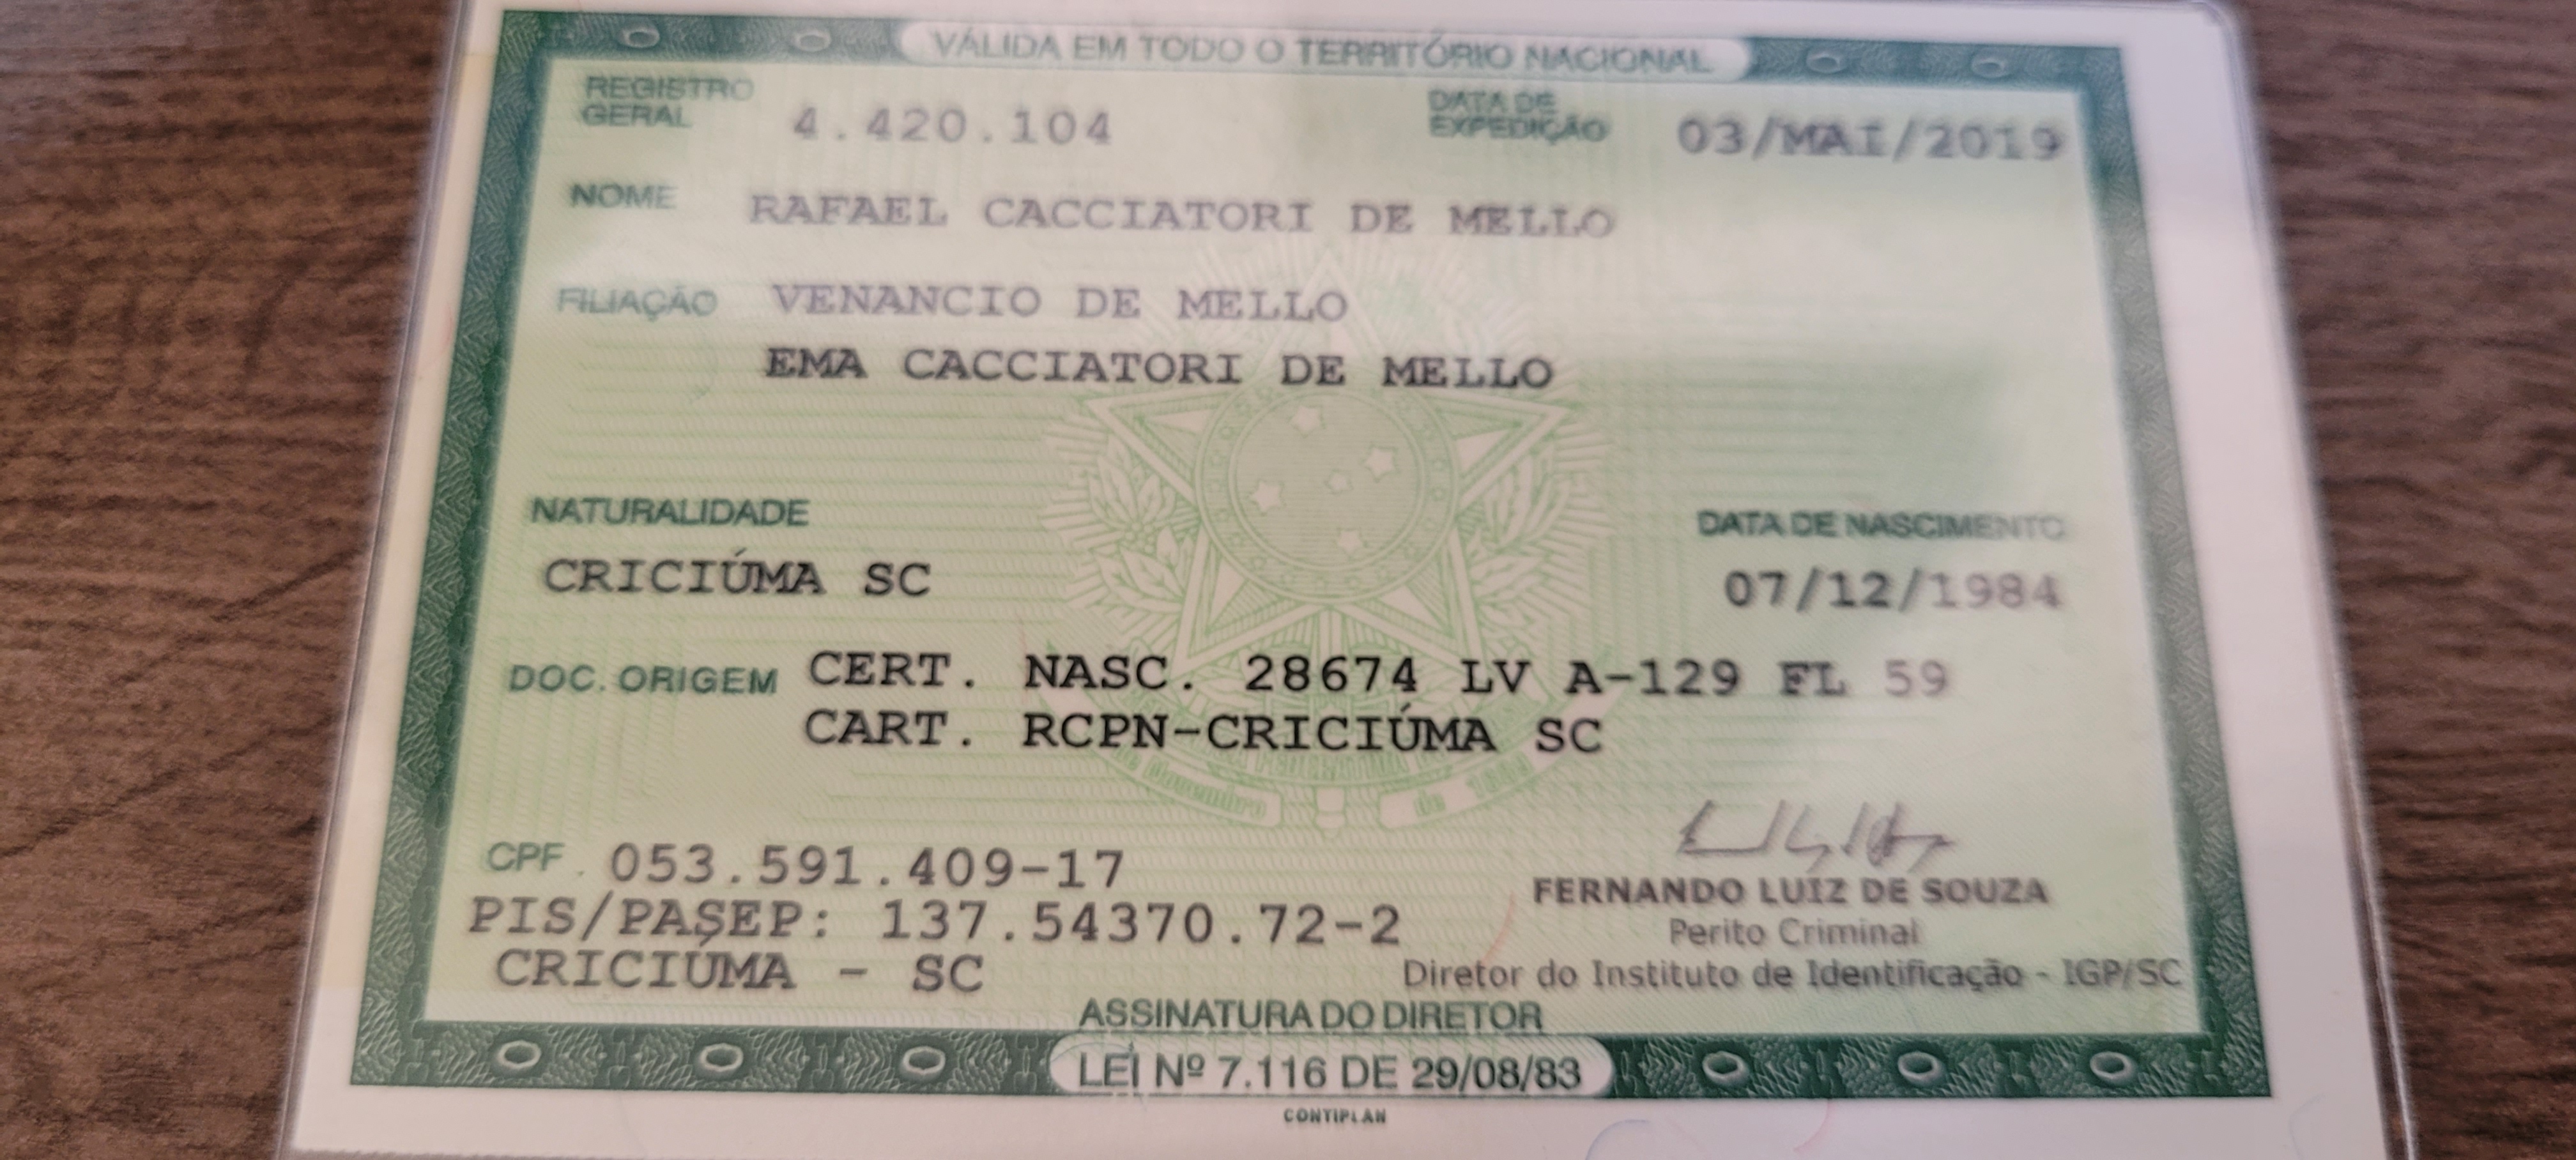 VÁLIDA EM TODO O TERRITÓRIO NACIONAL
REGISTRO GERAL 4.420.104 DATA DE EXPEDIÇÃO 03/MAI/2019
NOME RAFAEL CACCIATORI DE MELLO
FILIAÇÃO VENANCIO DE MELLO
EMA CACCIATORI DE MELLO
NATURALIDADE DATA DE NASCIMENTO
CRICIÚMA SC 07/12/1984
DOC. ORIGEM CERT. NASC. 28674 LV A-129 FL 59
CART. RCPN-CRICIÚMA SC
CPF 053.591.409-17
PIS/PASEP: 137.54370.72-2
CRICIÚMA - SC
FERNANDO LUIZ DE SOUZA
Perito Criminal
Diretor do Instituto de Identificação - IGP/SC
ASSINATURA DO DIRETOR
LEI Nº 7.116 DE 29/08/83
CONTIPLAN